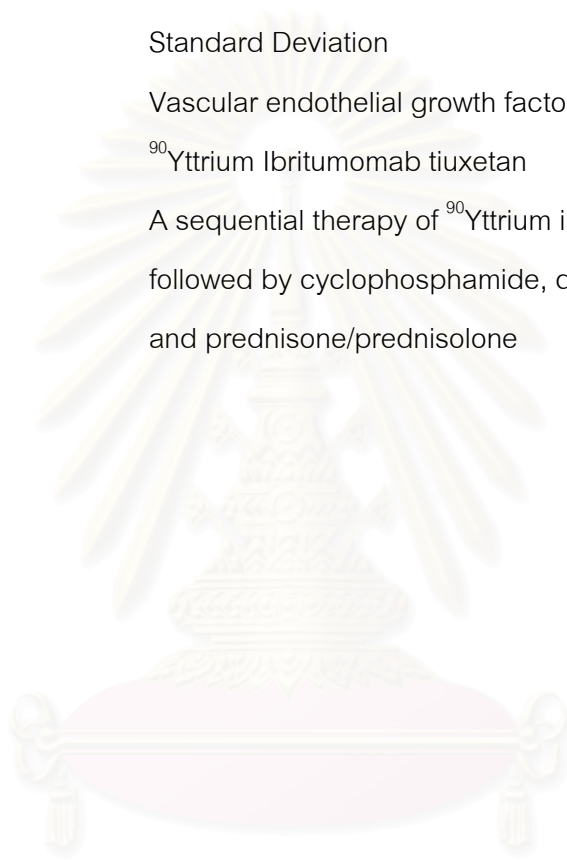 Standard Deviation
Vascular endothelial growth facto
⁹⁰Yttrium Ibritumomab tiuxetan
A sequential therapy of ⁹⁰Yttrium i
followed by cyclophosphamide,
and prednisone/prednisolone